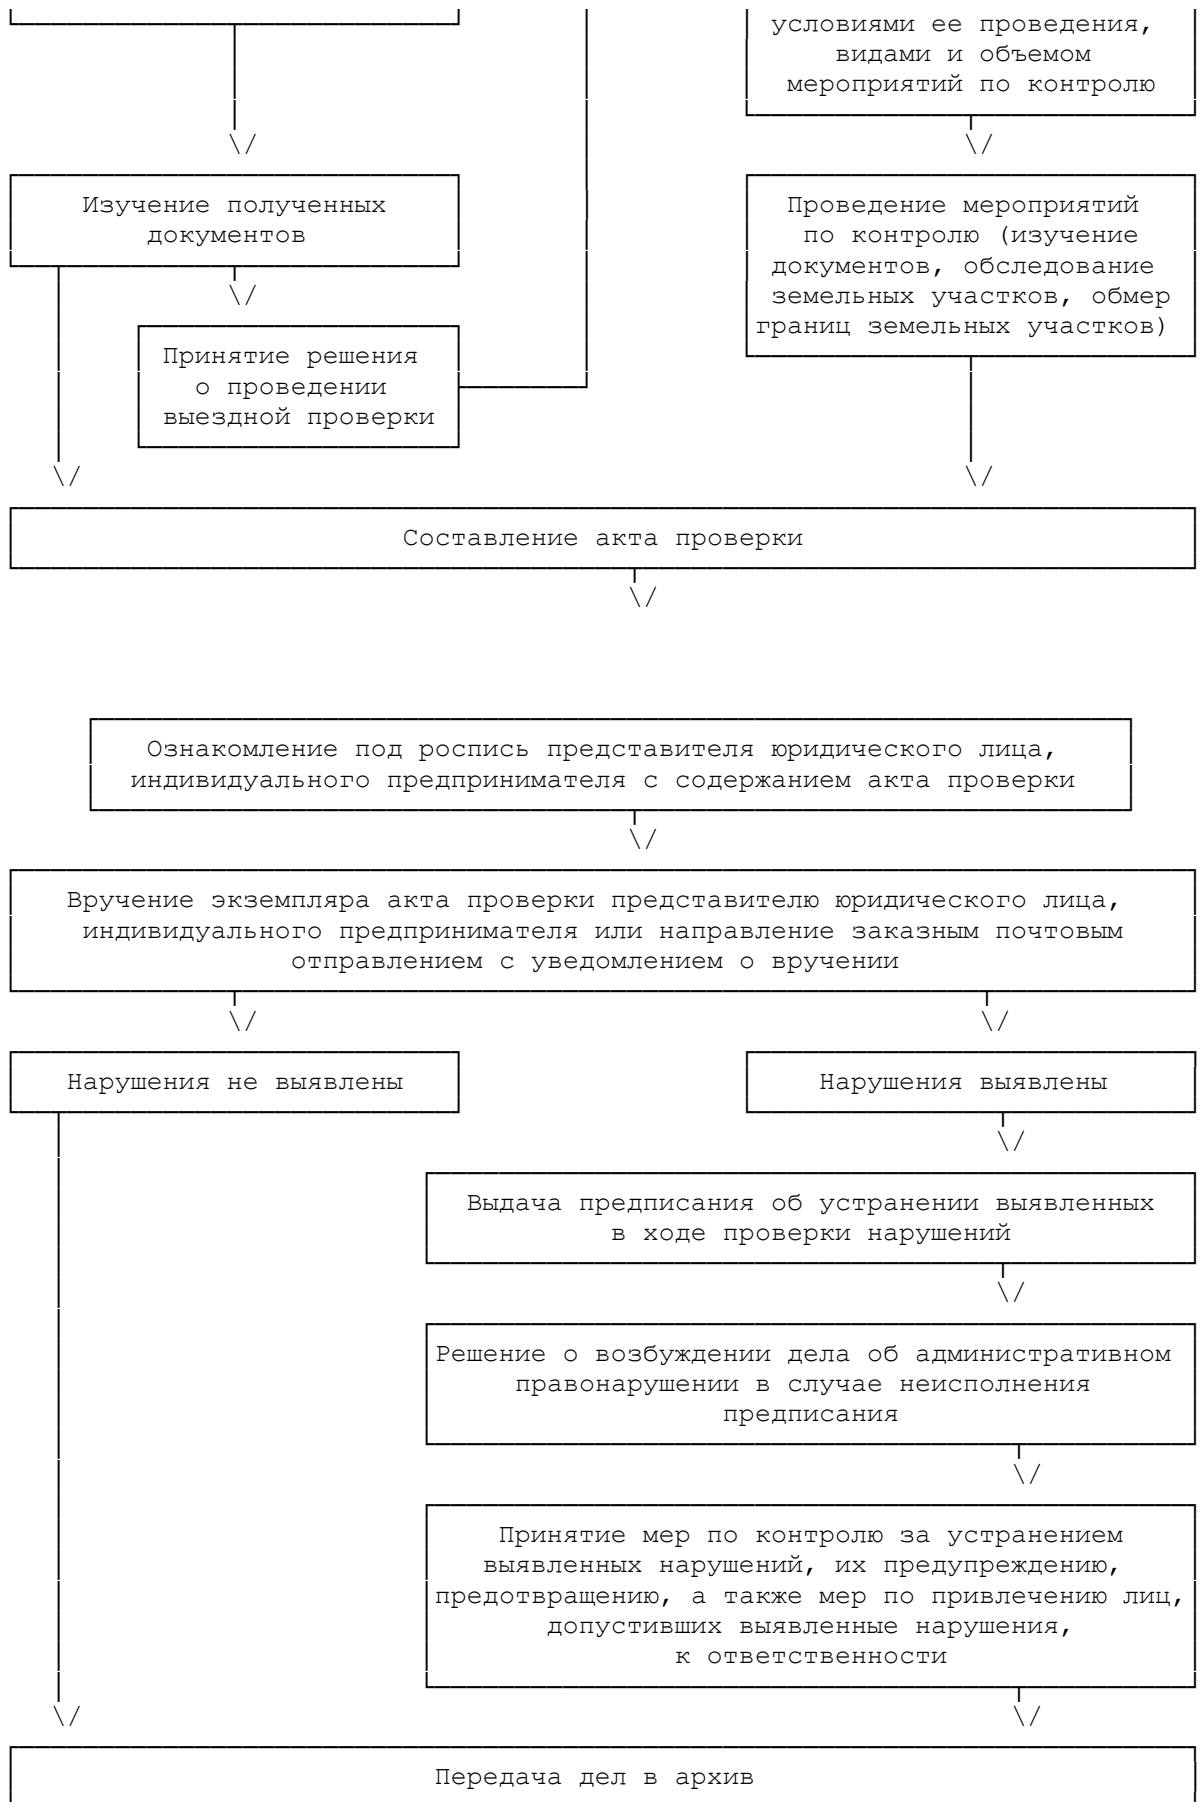 условиями ее проведения,
видами и объемом
мероприятий по контролю
Изучение полученных
документов
Проведение мероприятий
по контролю (изучение
документов, обследование
земельных участков, обмер
границ земельных участков)
Принятие решения
о проведении
выездной проверки
Составление акта проверки
Ознакомление под роспись представителя юридического лица,
индивидуального предпринимателя с содержанием акта проверки
Вручение экземпляра акта проверки представителю юридического лица,
индивидуального предпринимателя или направление заказным почтовым
отправлением с уведомлением о вручении
Нарушения не выявлены
Нарушения выявлены
Выдача предписания об устранении выявленных
в ходе проверки нарушений
Решение о возбуждении дела об административном
правонарушении в случае неисполнения
предписания
Принятие мер по контролю за устранением
выявленных нарушений, их предупреждению,
предотвращению, а также мер по привлечению лиц,
допустивших выявленные нарушения,
к ответственности
Передача дел в архив